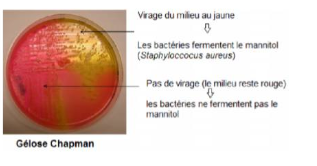 Virage du milieu au jaune
Les bactéries fermentent le mannitol
(Staphyloccocus aureus)
Pas de virage (le milieu reste rouge)
les bactéries ne fermentent pas le
mannitol
Gélose Chapman